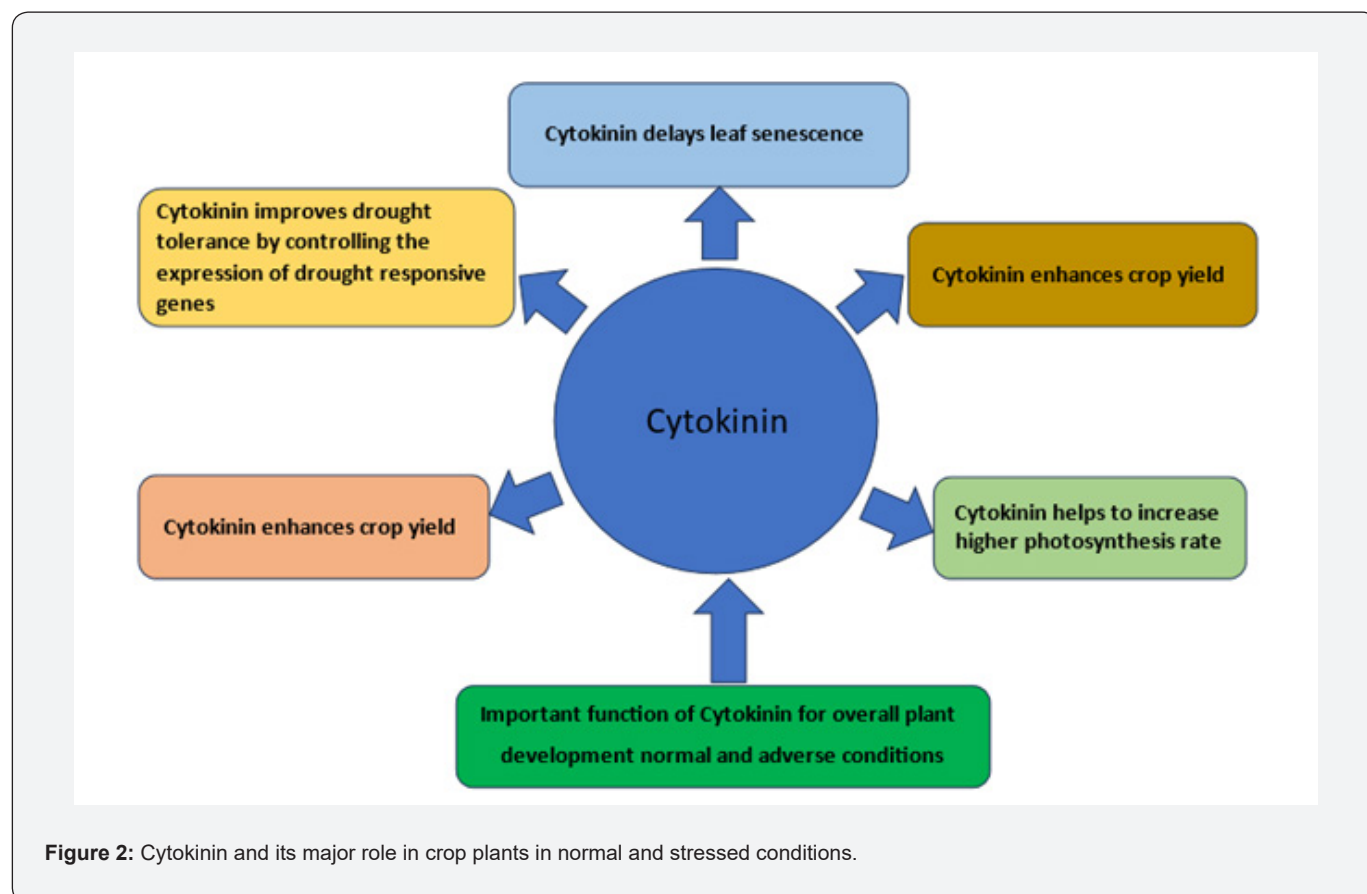 Cytokinin delays leaf senescence
Cytokinin improves drought
tolerance by controlling the
expression of drought responsive
genes
Cytokinin enhances crop yield
Cytokinin
Cytokinin enhances crop yield
Cytokinin helps to increase
higher photosynthesis rate
Important function of Cytokinin for overall plant
development normal and adverse conditions
Figure 2: Cytokinin and its major role in crop plants in normal and stressed conditions.